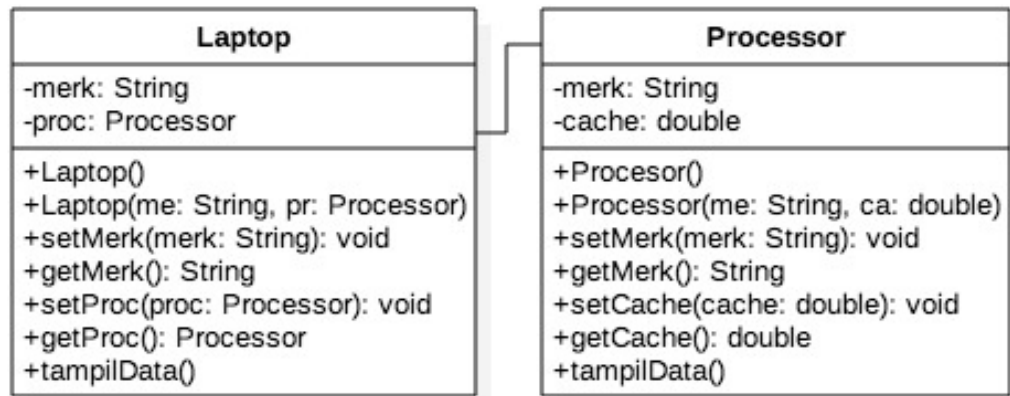 Laptop
-merk: String
-proc: Processor
+Laptop()
+Laptop(me: String, pr: Processor)
+setMerk(merk: String): void
+getMerk(): String
+setProc(proc: Processor): void
+getProc(): Processor
+tampilData()
Processor
-merk: String
-cache: double
+Procesor()
+Processor(me: String, ca: double)
+setMerk(merk: String): void
+getMerk(): String
+setCache(cache: double): void
+getCache(): double
+tampilData()